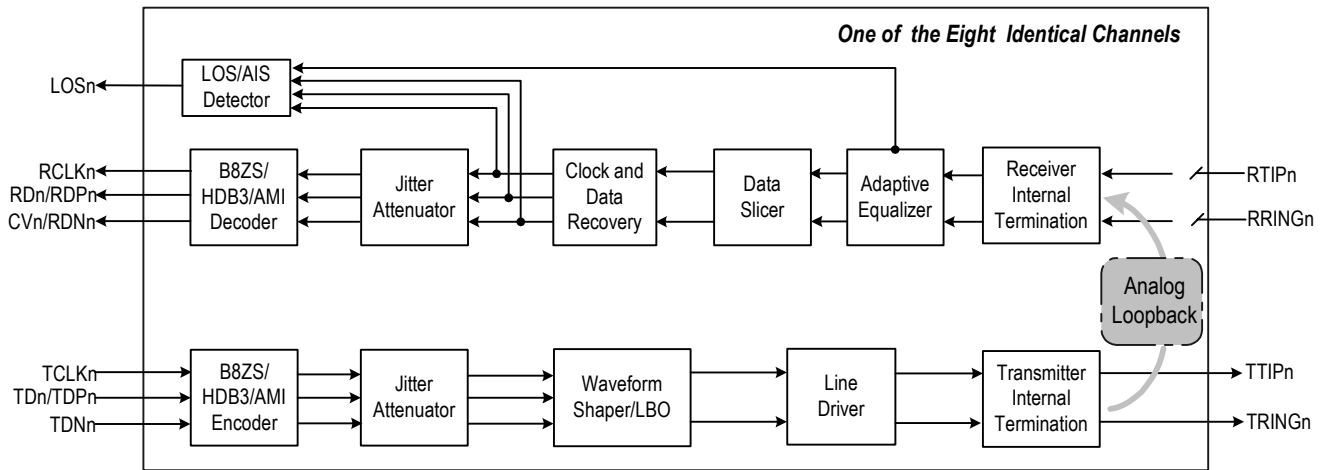 One of the Eight Identical Channels
LOSn
LOS/AIS
Detector
RCLKn
RDn/RDPn
CVn/RDNn
B8ZS/
HDB3/AMI
Decoder
Jitter
Attenuator
Clock and
Data
Recovery
Data
Slicer
Adaptive
Equalizer
Receiver
Internal
Termination
RTIPn
RRINGn
Analog
Loopback
TCLKn
TDn/TDPn
TDNn
B8ZS/
HDB3/AMI
Encoder
Jitter
Attenuator
Waveform
Shaper/LBO
Line
Driver
Transmitter
Internal
Termination
TTIPn
TRINGn